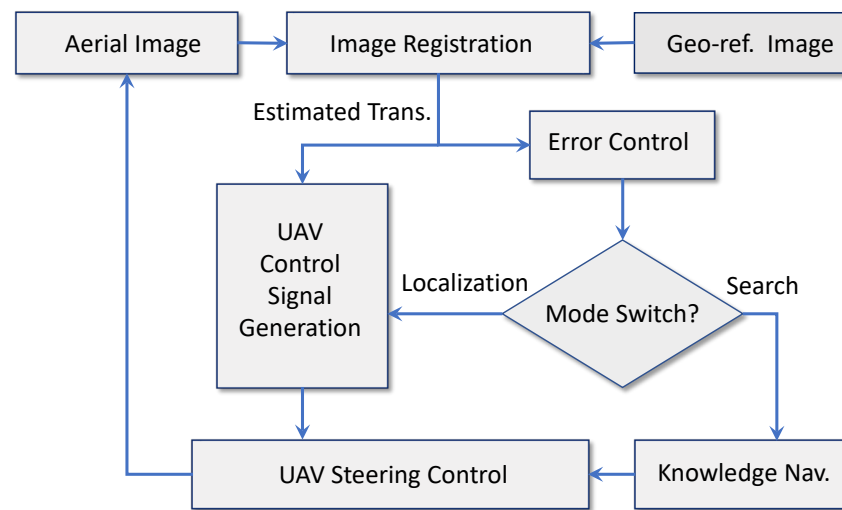 Aerial Image
Image Registration
Geo-ref. Image
Estimated Trans.
Error Control
UAV
Control
Signal
Generation
Localization
Search
Mode Switch?
UAV Steering Control
Knowledge Nav.